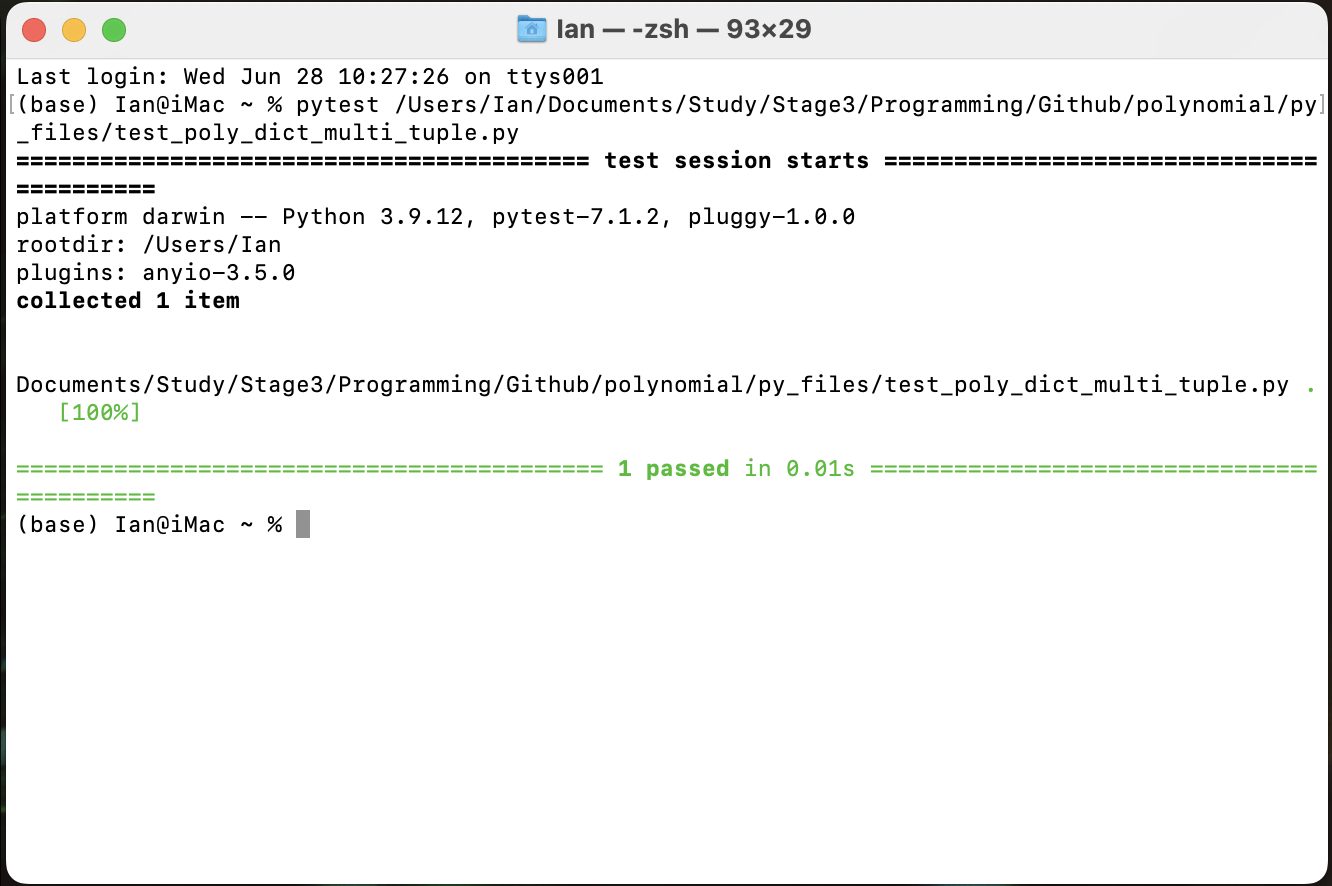 Ian — -zsh — 93×29
Last login: Wed Jun 28 10:27:26 on ttys001
[(base) Ian@iMac ~ % pytest /Users/Ian/Documents/Study/Stage3/Programming/Github/polynomial/py]
_files/test_poly_dict_multi_tuple.py
========================================= test session starts ===============================
==========
platform darwin -- Python 3.9.12, pytest-7.1.2, pluggy-1.0.0
rootdir: /Users/Ian
plugins: anyio-3.5.0
collected 1 item
Documents/Study/Stage3/Programming/Github/polynomial/py_files/test_poly_dict_multi_tuple.py .
   [100%]
========================================== 1 passed in 0.01s ================================
==========
(base) Ian@iMac ~ %